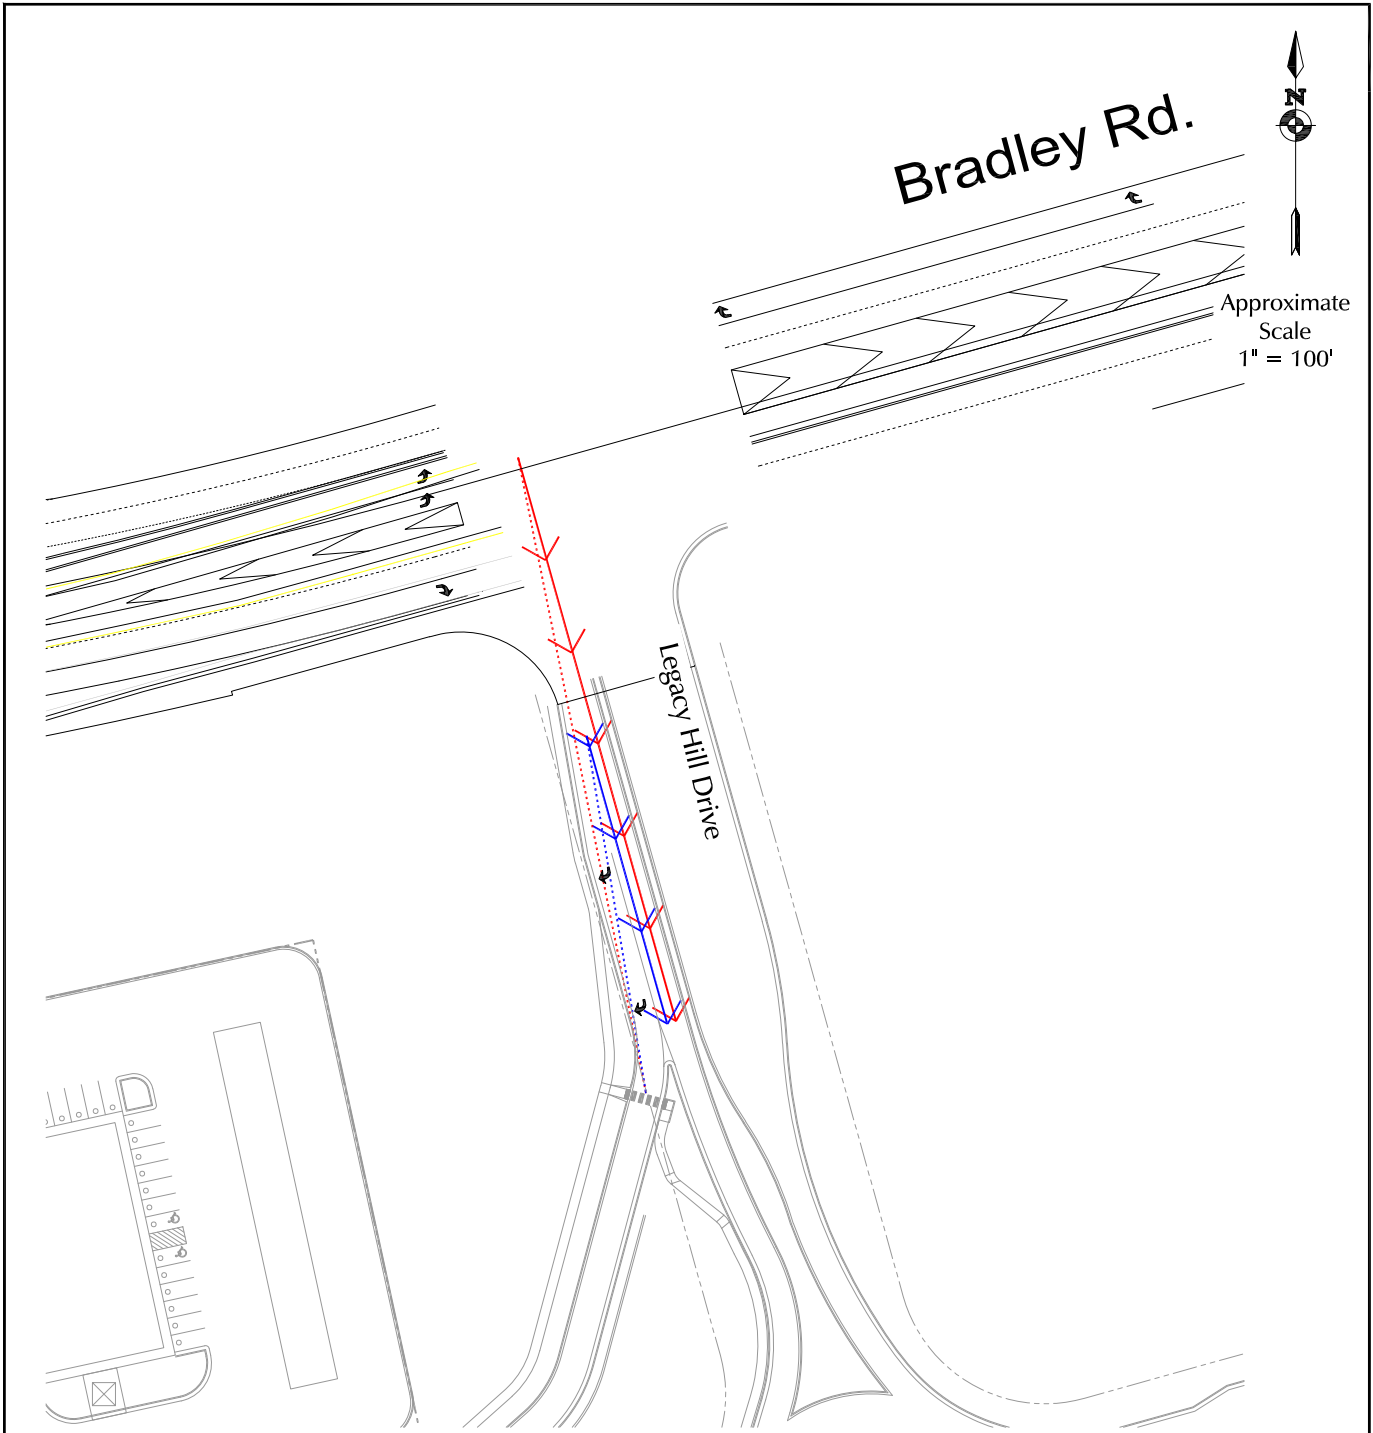 Bradley Rd.
N
Approximate
Scale
1" = 100'
Legacy Hill Drive